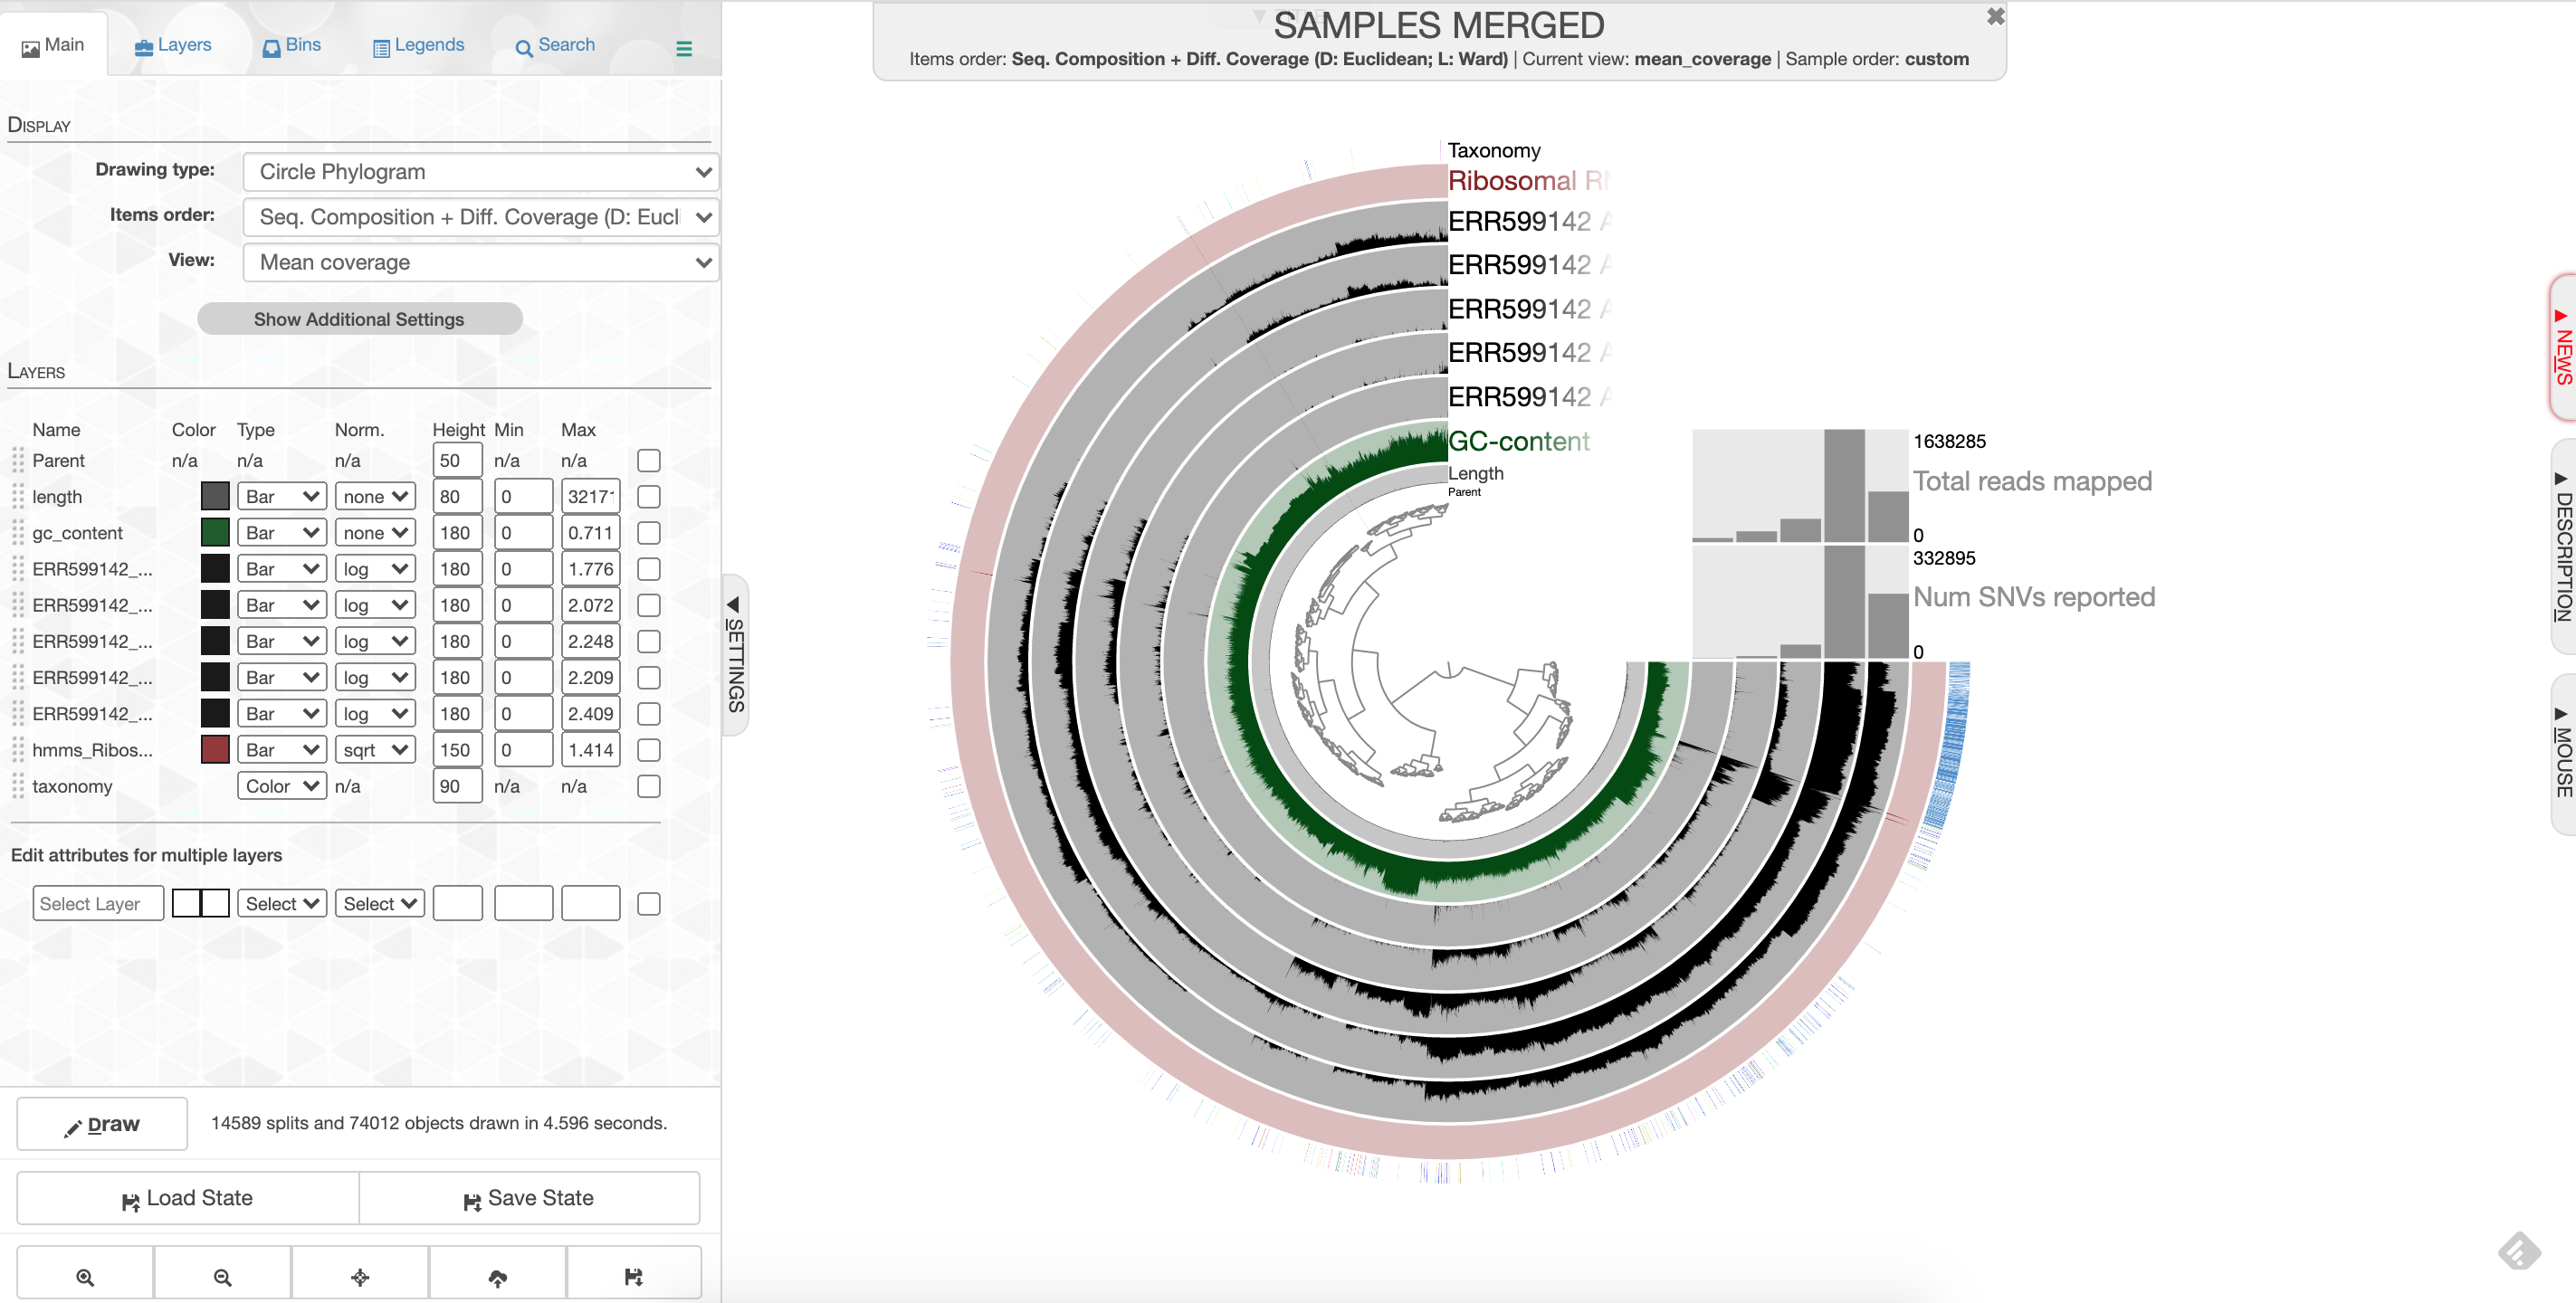 Main
Layers
Bins
Legends
Search
SAMPLES MERGED
Items order: Seq. Composition + Diff. Coverage (D: Euclidean; L: Ward) | Current view: mean_coverage | Sample order: custom
Display
Drawing type: Circle Phylogram
Items order: Seq. Composition + Diff. Coverage (D: Eucl
View: Mean coverage
Show Additional Settings
Layers
Name Color Type Norm. Height Min Max
Parent n/a n/a n/a 50 n/a n/a
length Bar none 80 0 32171
gc_content Bar none 180 0 0.711
ERR599142_... Bar log 180 0 1.776
ERR599142_... Bar log 180 0 2.072
ERR599142_... Bar log 180 0 2.248
ERR599142_... Bar log 180 0 2.209
ERR599142_... Bar log 180 0 2.409
hmms_Ribos... Bar sqrt 150 0 1.414
taxonomy Color n/a 90 n/a n/a
Edit attributes for multiple layers
Select Layer Select Select
Draw 14589 splits and 74012 objects drawn in 4.596 seconds.
Load State
Save State
◀ SETTINGS
Taxonomy
Ribosomal RN
ERR599142 A
ERR599142 A
ERR599142 A
ERR599142 A
ERR599142 A
GC-content
Length
Parent
1638285
Total reads mapped
0
332895
Num SNVs reported
0
▶ NEWS
▶ DESCRIPTION
▶ MOUSE